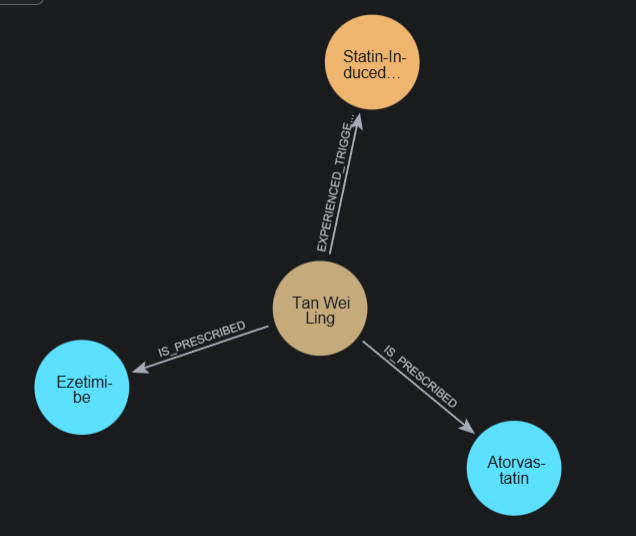 Statin-In-
duced...
EXPERIENCED_TRIGGE...
Tan Wei
Ling
IS_PRESCRIBED
IS_PRESCRIBED
Ezetimi-
be
Atorvas-
tatin